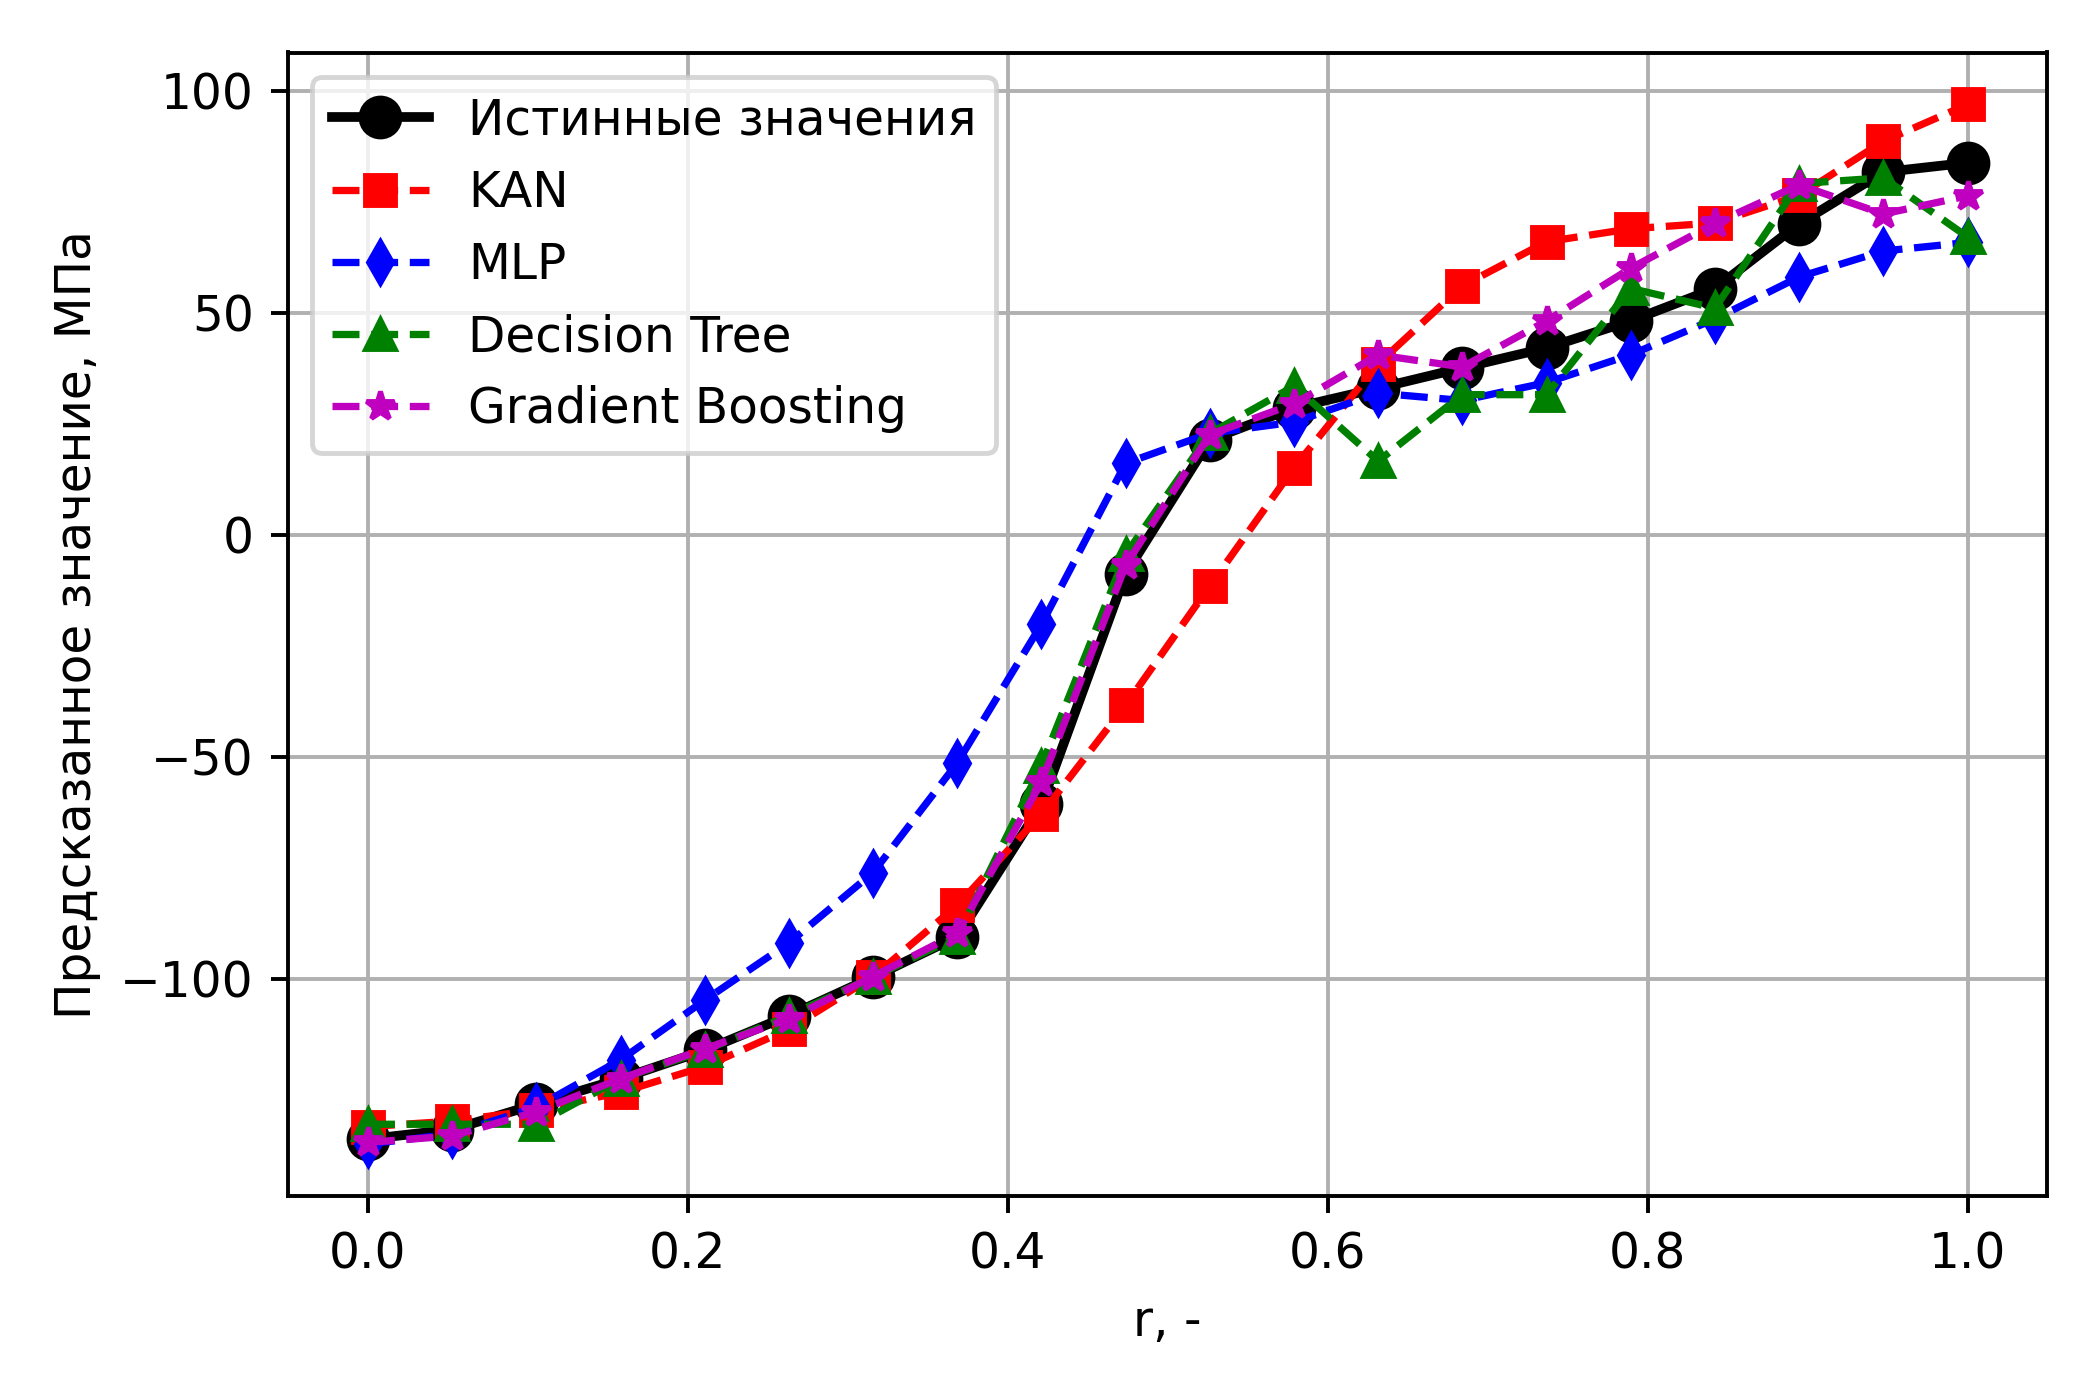 Предсказанное значение, МПа
100
50
0
−50
−100
Истинные значения
KAN
MLP
Decision Tree
Gradient Boosting
0.0 0.2 0.4 0.6 0.8 1.0
r, -